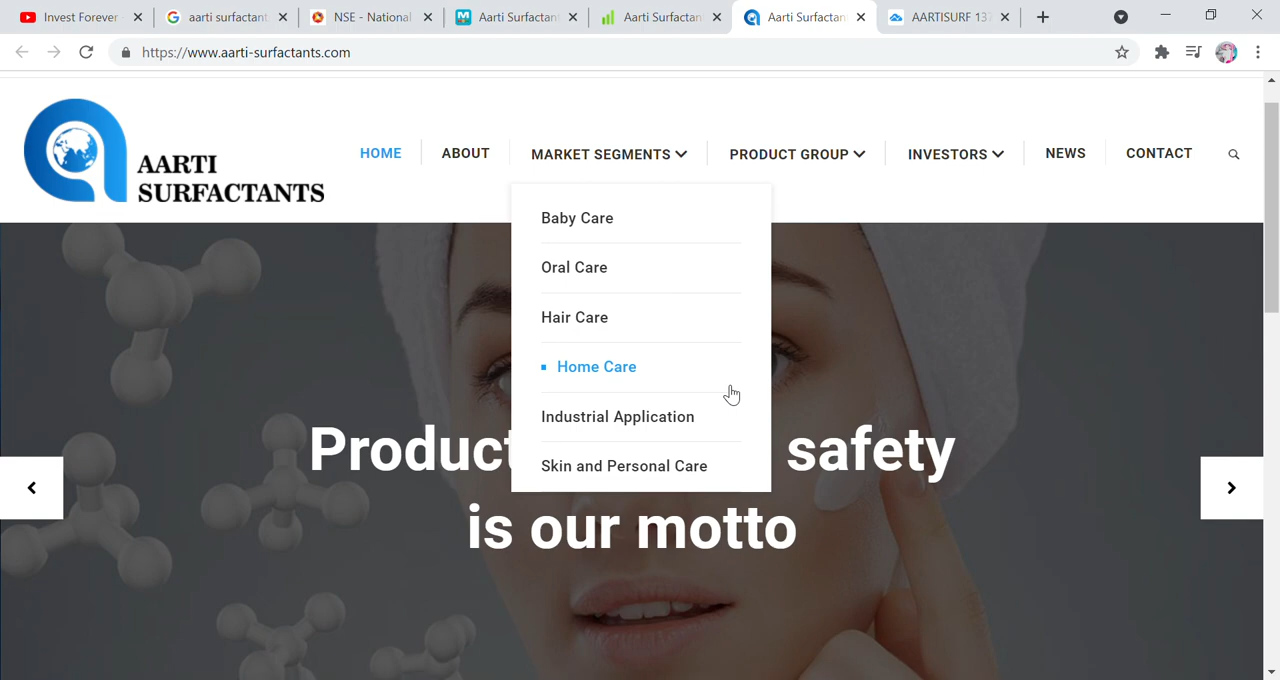 Invest Forever
aarti surfactant
NSE - National
Aarti Surfactan
Aarti Surfactan
Aarti Surfactan
AARTISURF 137
https://www.aarti-surfactants.com
AARTI
SURFACTANTS
HOME
ABOUT
MARKET SEGMENTS
PRODUCT GROUP
INVESTORS
NEWS
CONTACT
Baby Care
Oral Care
Hair Care
Home Care
Industrial Application
Skin and Personal Care
Product safety
is our motto